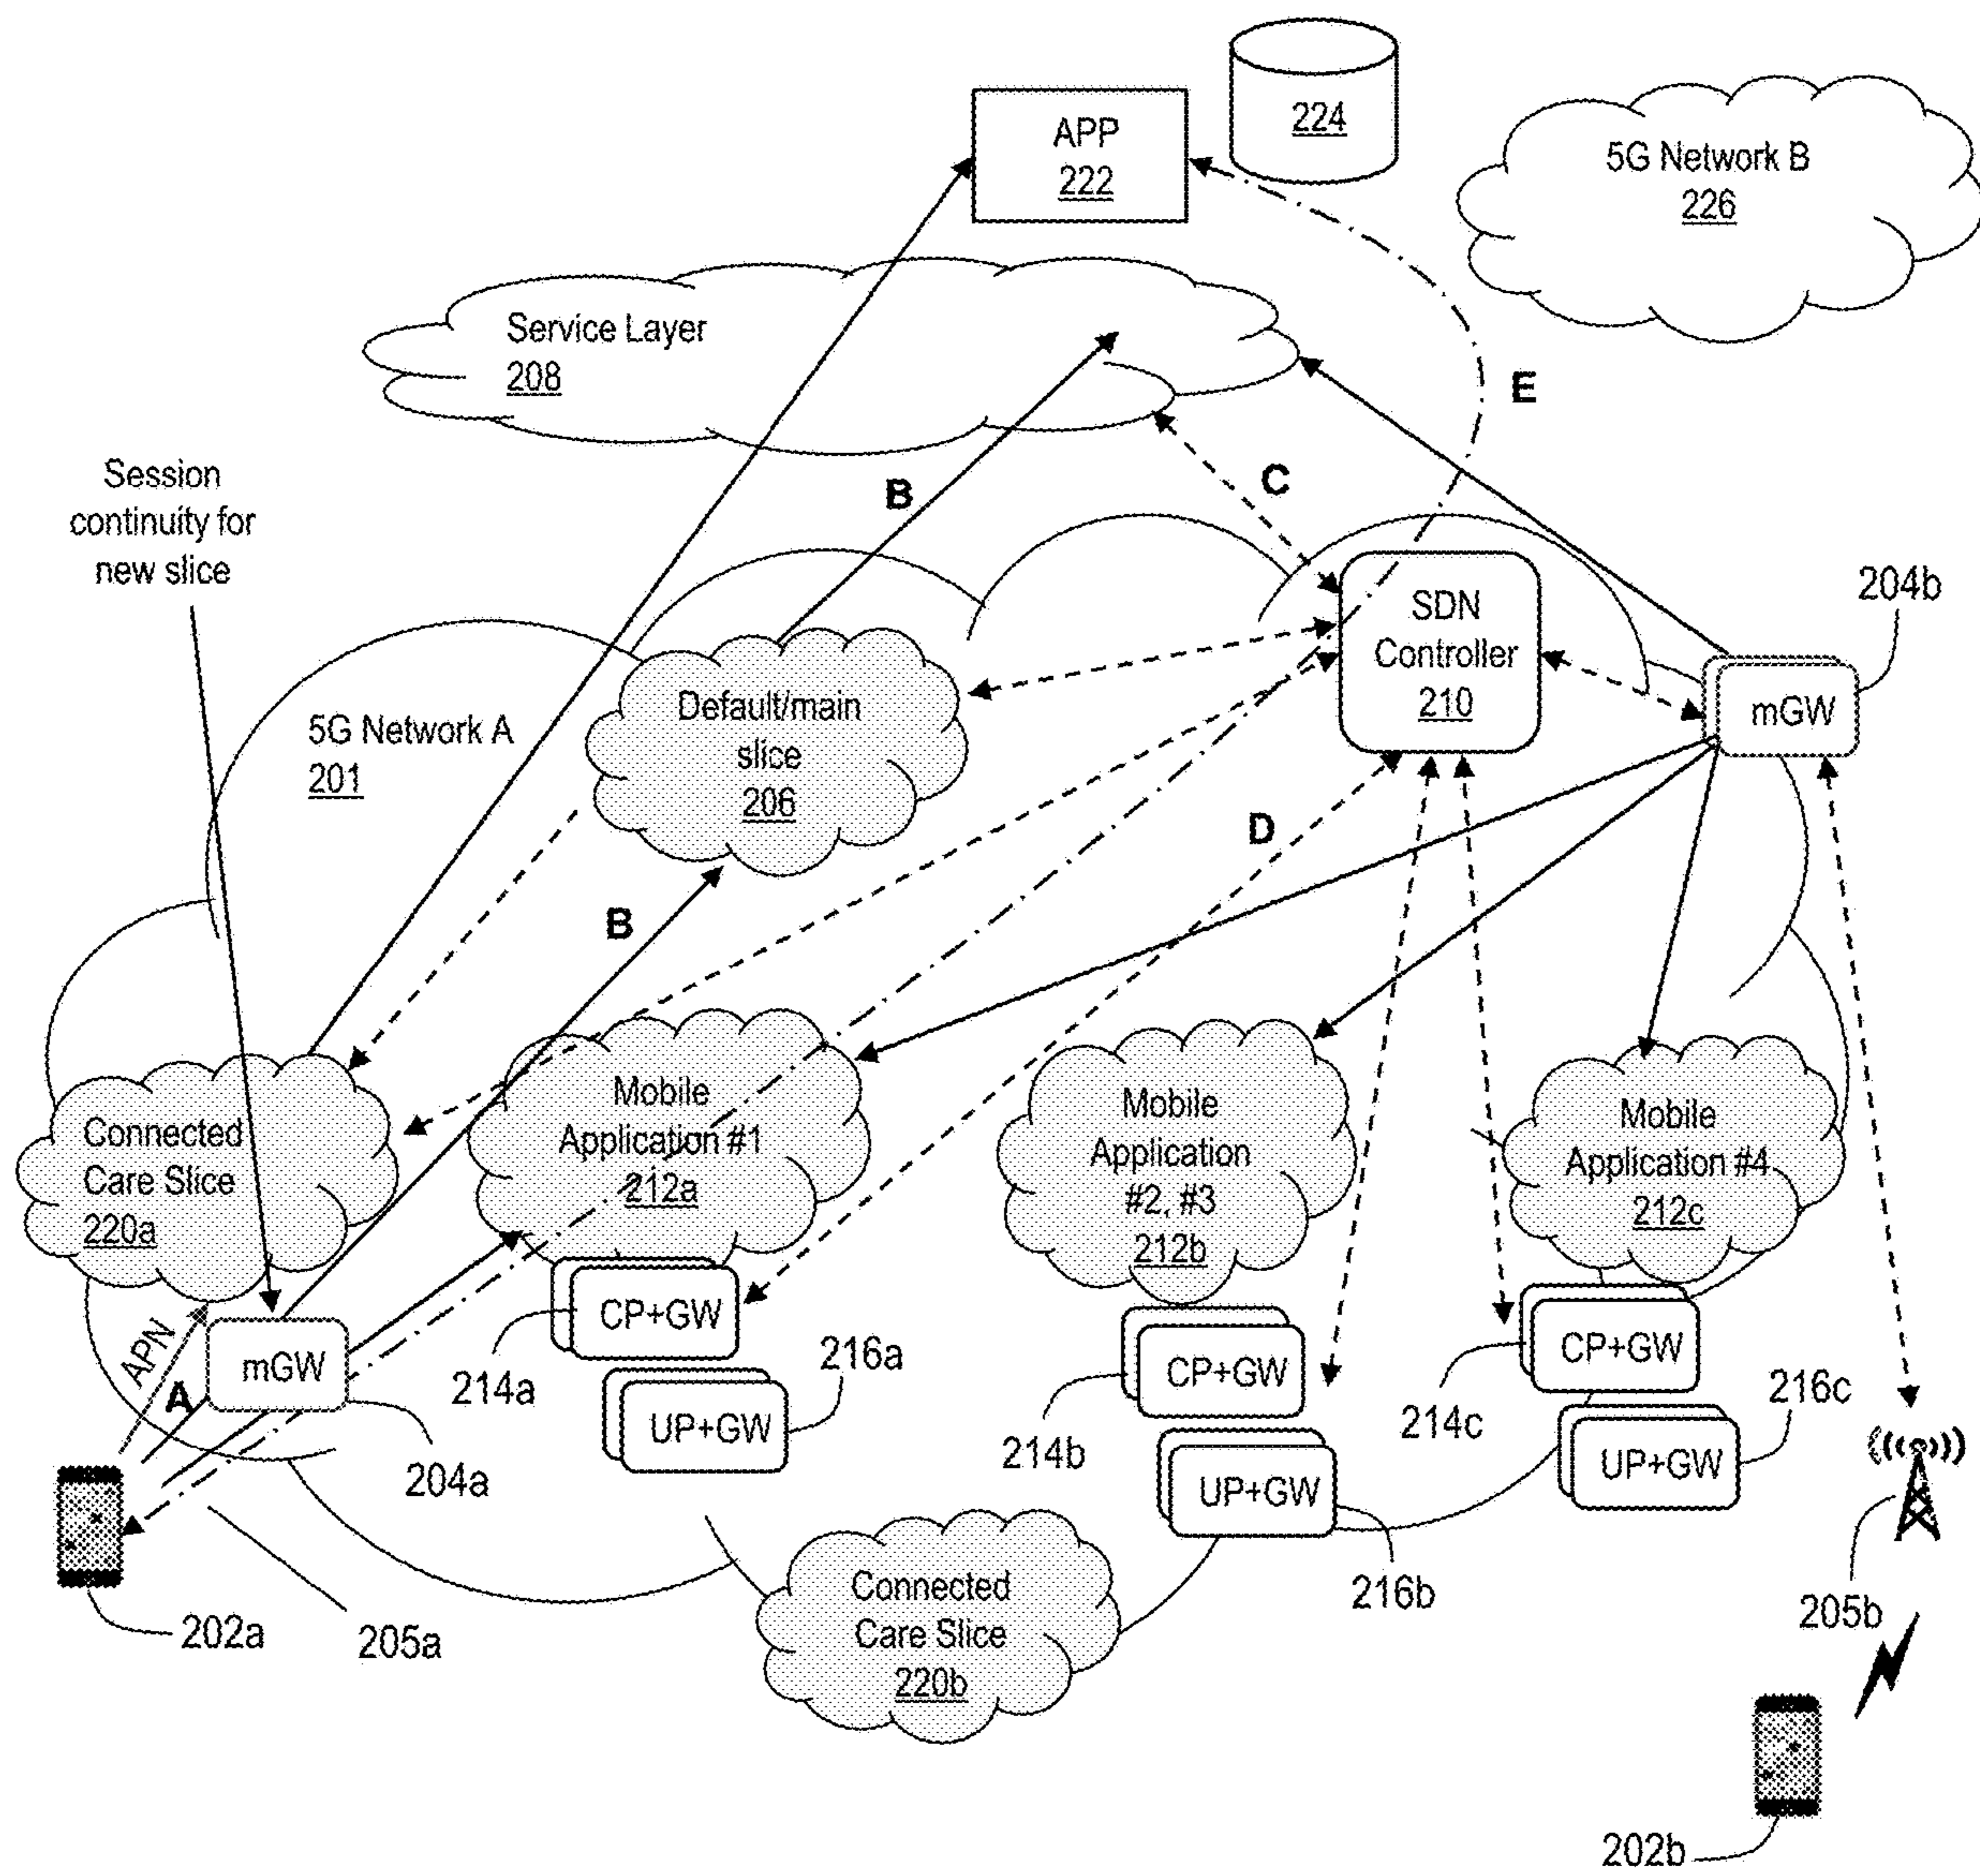 224
APP
222
5G Network B
226
Service Layer
208
E
Session
continuity for
new slice
B
C
204b
SDN
Controller
210
mGW
5G Network A
201
Default/main
slice
206
D
B
Connected
Care Slice
220a
Mobile
Application #1
212a
Mobile
Application
#2, #3
212b
Mobile
Application #4
212c
APN
A
mGW
CP+GW
214a
216a
UP+GW
204a
CP+GW
214b
UP+GW
216b
CP+GW
214c
216c
UP+GW
202a
205a
Connected
Care Slice
220b
205b
202b